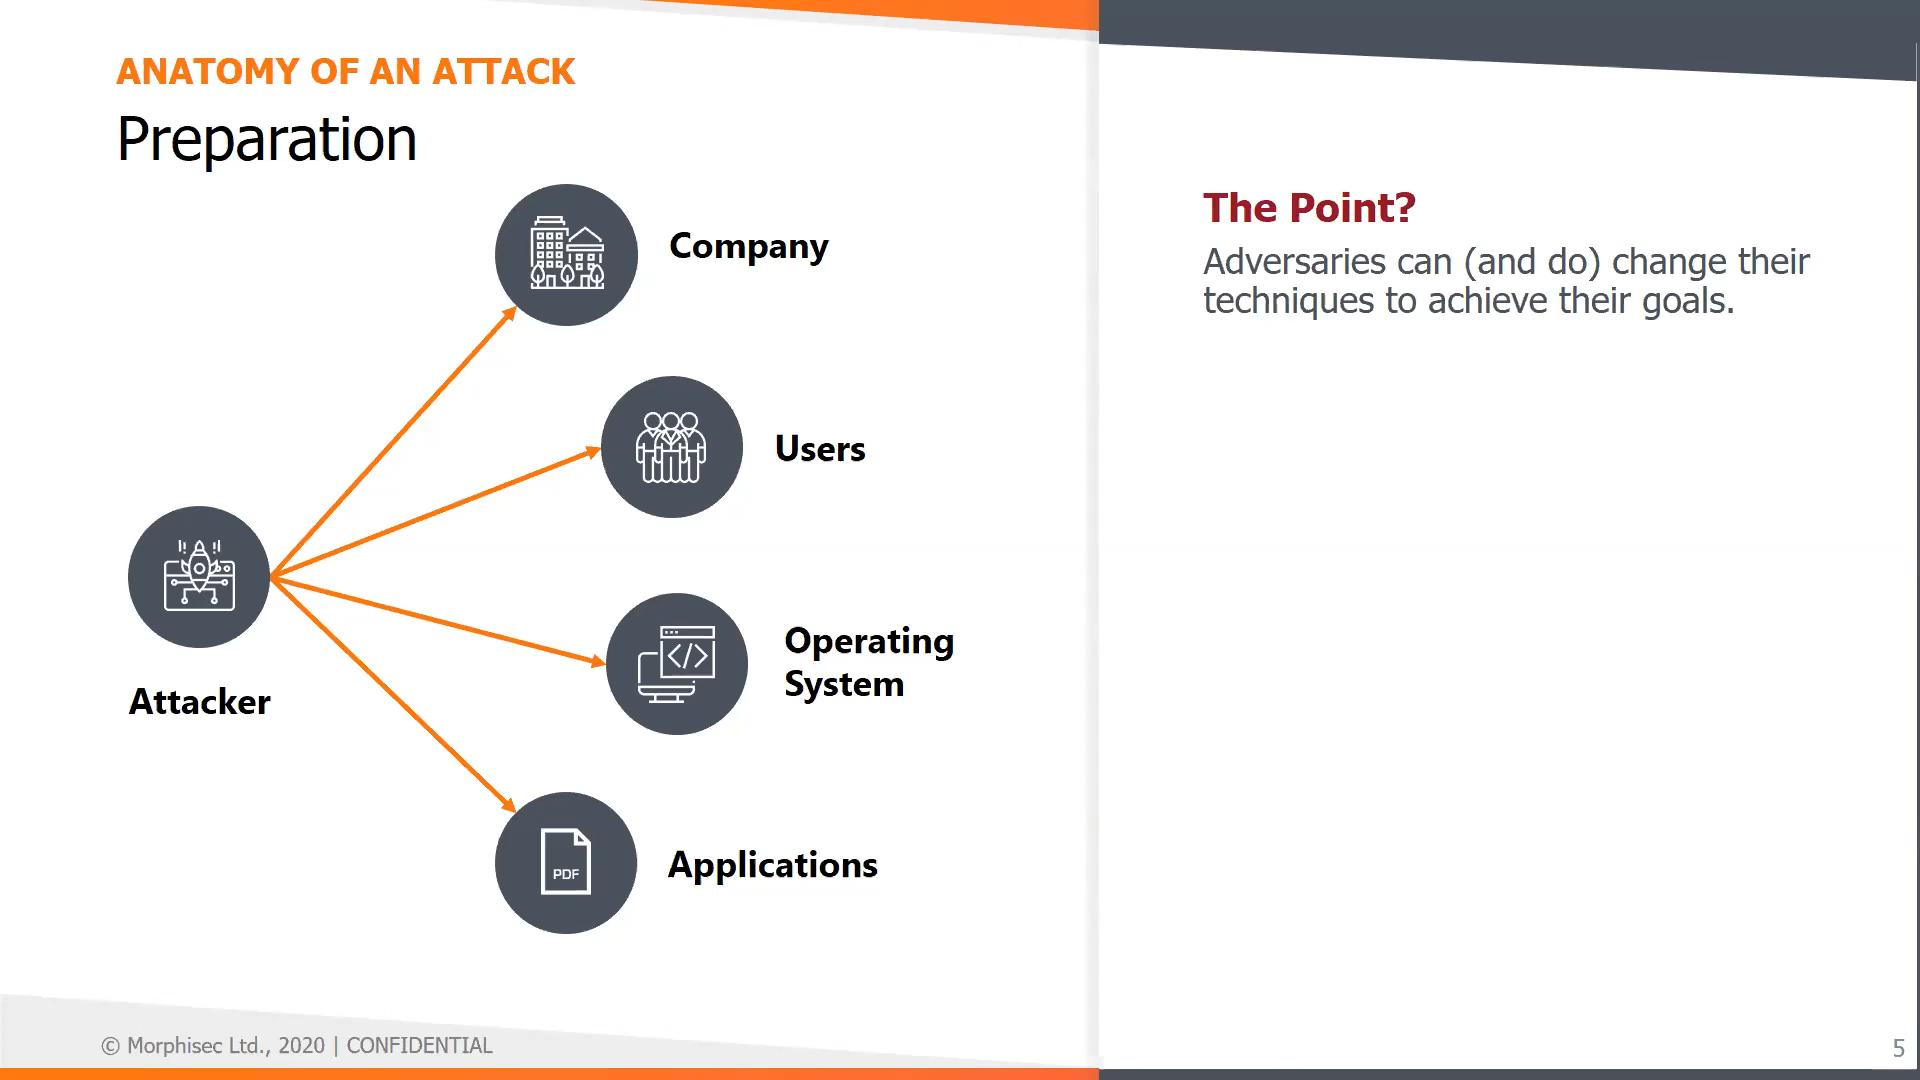 ANATOMY OF AN ATTACK
Preparation
Company
Users
Operating
System
Attacker
PDF
Applications
The Point?
Adversaries can (and do) change their
techniques to achieve their goals.
© Morphisec Ltd., 2020 | CONFIDENTIAL
5